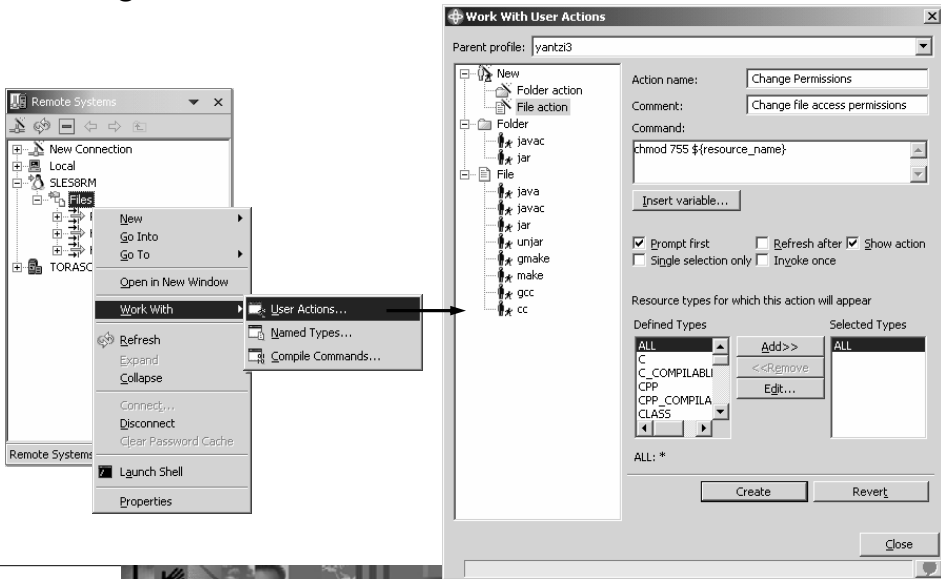 Remote Systems
New Connection
Local
SLES8RM
Files
TORASC
Remote Systems
New
Go Into
Go To
Open in New Window
Work With
Refresh
Expand
Collapse
Connect...
Disconnect
Clear Password Cache
Launch Shell
Properties
User Actions...
Named Types...
Compile Commands...
Work With User Actions
Parent profile: yantzi3
New
Folder action
File action
Folder
javac
jar
File
java
javac
jar
unjar
gmake
make
gcc
cc
Action name: Change Permissions
Comment: Change file access permissions
Command:
chmod 755 ${resource_name}
Insert variable...
Prompt first Refresh after Show action
Single selection only Invoke once
Resource types for which this action will appear
Defined Types Selected Types
ALL
C
C_COMPILABL
CPP
CPP_COMPILA
CLASS
Add>>
<<Remove
Edit...
ALL
ALL: *
Create Revert
Close